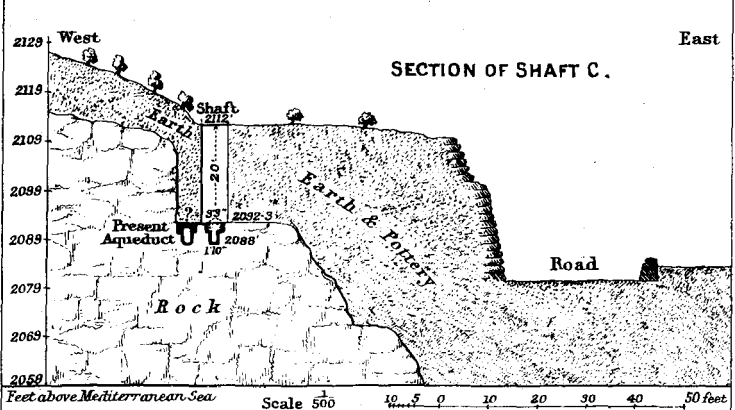 West
East
SECTION OF SHAFT C.
2129
2119
2109
2099
2089
2079
2069
2059
Shaft
2112'
Earth
20'
2092·3'
Present
Aqueduct
2088'
1'10"
Earth & Pottery
Road
Rock
Feet above Mediterranean Sea
Scale 1/500
10 5 0 10 20 30 40 50 feet